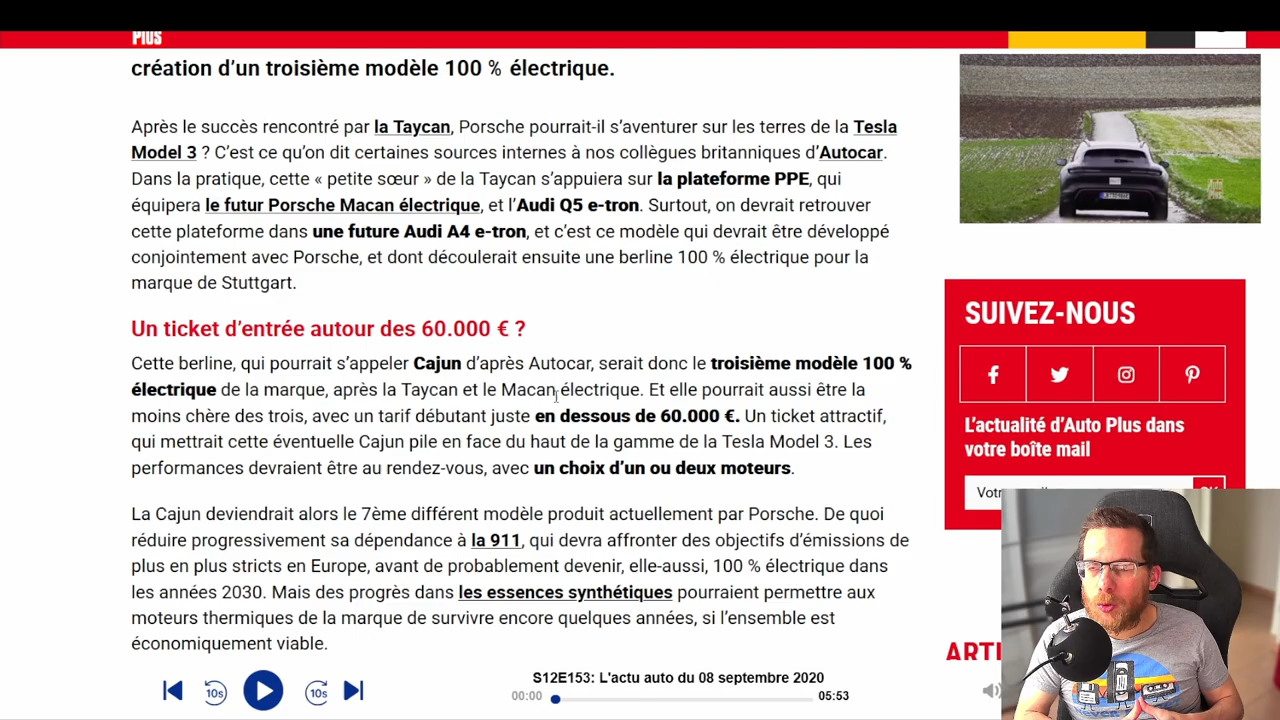 PIUS
création d’un troisième modèle 100 % électrique.
Après le succès rencontré par la Taycan, Porsche pourrait-il s’aventurer sur les terres de la Tesla
Model 3 ? C’est ce qu’on dit certaines sources internes à nos collègues britanniques d’Autocar.
Dans la pratique, cette « petite sœur » de la Taycan s’appuiera sur la plateforme PPE, qui
équipera le futur Porsche Macan électrique, et l’Audi Q5 e-tron. Surtout, on devrait retrouver
cette plateforme dans une future Audi A4 e-tron, et c’est ce modèle qui devrait être développé
conjointement avec Porsche, et dont découlerait ensuite une berline 100 % électrique pour la
marque de Stuttgart.
Un ticket d’entrée autour des 60.000 € ?
Cette berline, qui pourrait s’appeler Cajun d’après Autocar, serait donc le troisième modèle 100 %
électrique de la marque, après la Taycan et le Macan électrique. Et elle pourrait aussi être la
moins chère des trois, avec un tarif débutant juste en dessous de 60.000 €. Un ticket attractif,
qui mettrait cette éventuelle Cajun pile en face du haut de la gamme de la Tesla Model 3. Les
performances devraient être au rendez-vous, avec un choix d’un ou deux moteurs.
La Cajun deviendrait alors le 7ème différent modèle produit actuellement par Porsche. De quoi
réduire progressivement sa dépendance à la 911, qui devra affronter des objectifs d’émissions de
plus en plus stricts en Europe, avant de probablement devenir, elle-aussi, 100 % électrique dans
les années 2030. Mais des progrès dans les essences synthétiques pourraient permettre aux
moteurs thermiques de la marque de survivre encore quelques années, si l’ensemble est
économiquement viable.
SUIVEZ-NOUS
L’actualité d’Auto Plus dans
votre boîte mail
ARTI
10s
10s
S12E153: L'actu auto du 08 septembre 2020
00:00
05:53